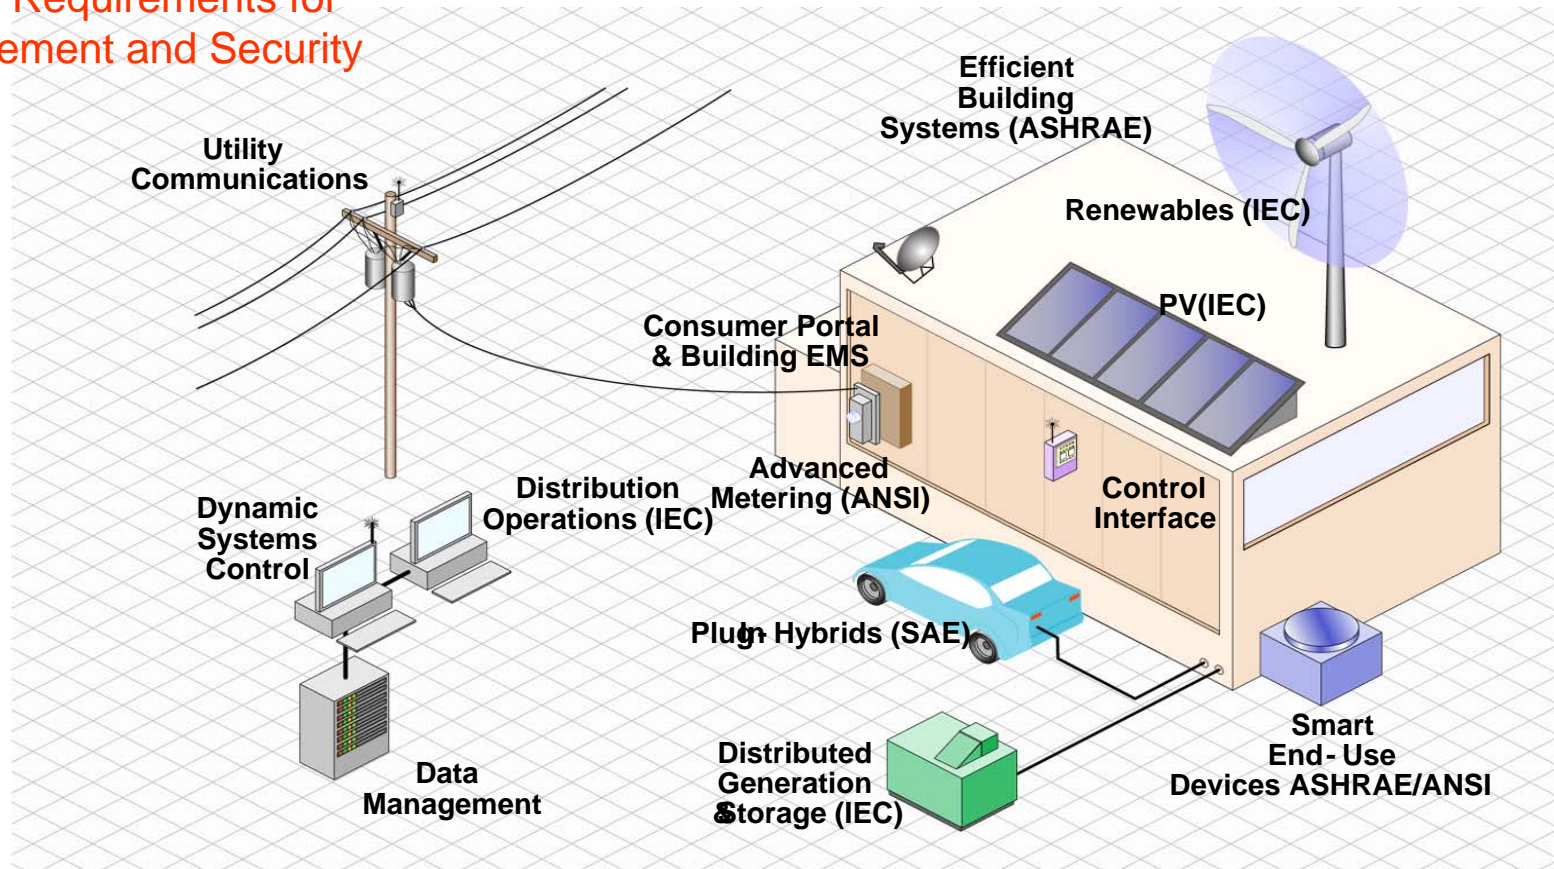 Requirements for
ement and Security
Efficient
Building
Systems (ASHRAE)
Utility
Communications
Renewables (IEC)
PV(IEC)
Consumer Portal
& Building EMS
Advanced
Metering (ANSI)
Control
Interface
Distribution
Operations (IEC)
Dynamic
Systems
Control
Plug-In Hybrids (SAE)
Smart
End-Use
Devices ASHRAE/ANSI
Distributed
Generation
& Storage (IEC)
Data
Management